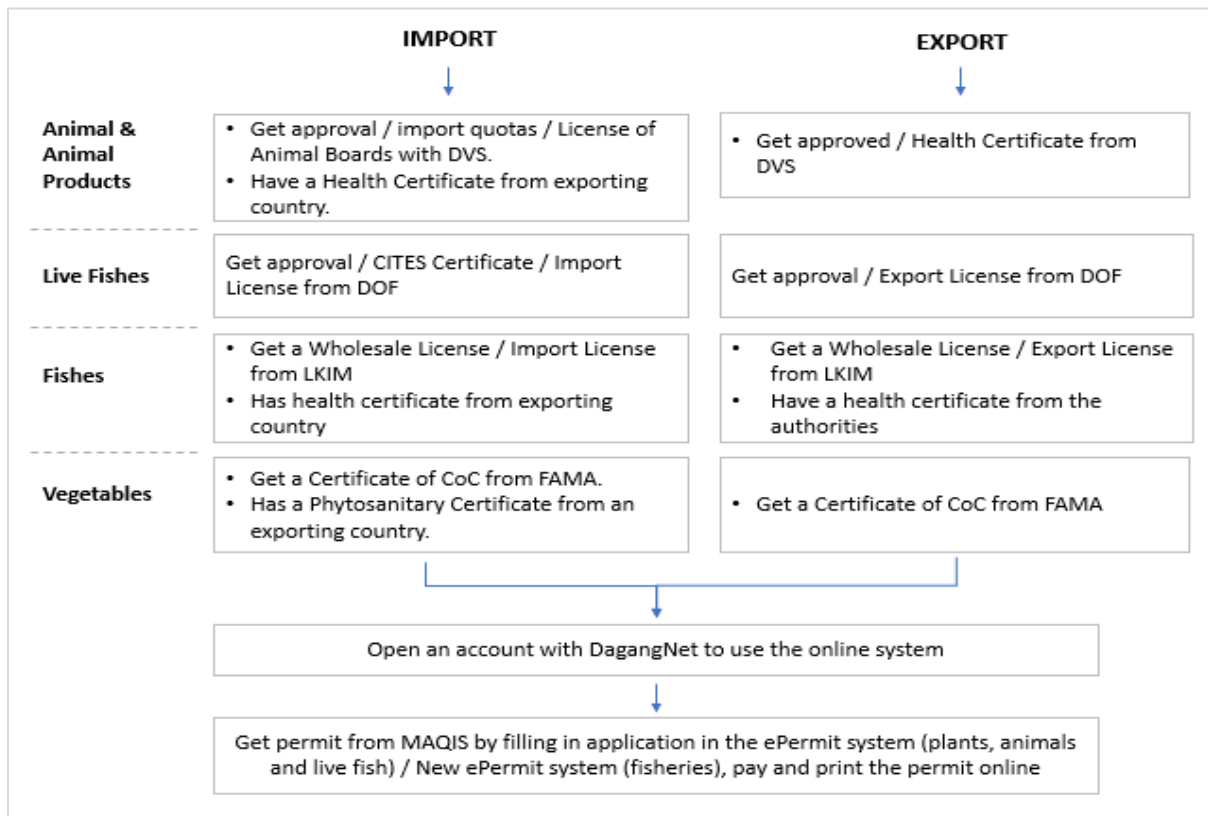 IMPORT
EXPORT
Animal &
Animal
Products
• Get approval / import quotas / License of
Animal Boards with DVS.
• Have a Health Certificate from exporting
country.
• Get approved / Health Certificate from
DVS
Live Fishes
Get approval / CITES Certificate / Import
License from DOF
Get approval / Export License from DOF
Fishes
• Get a Wholesale License / Import License
from LKIM
• Has health certificate from exporting
country
• Get a Wholesale License / Export License
from LKIM
• Have a health certificate from the
authorities
Vegetables
• Get a Certificate of CoC from FAMA.
• Has a Phytosanitary Certificate from an
exporting country.
• Get a Certificate of CoC from FAMA
Open an account with DagangNet to use the online system
Get permit from MAQIS by filling in application in the ePermit system (plants, animals
and live fish) / New ePermit system (fisheries), pay and print the permit online